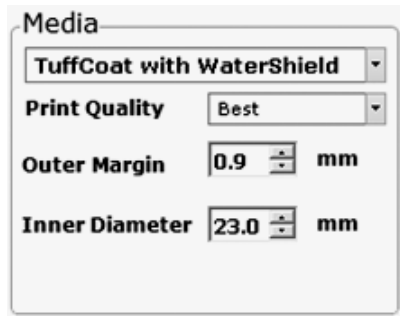 Media
TuffCoat with WaterShield
Print Quality Best
Outer Margin 0.9 mm
Inner Diameter 23.0 mm